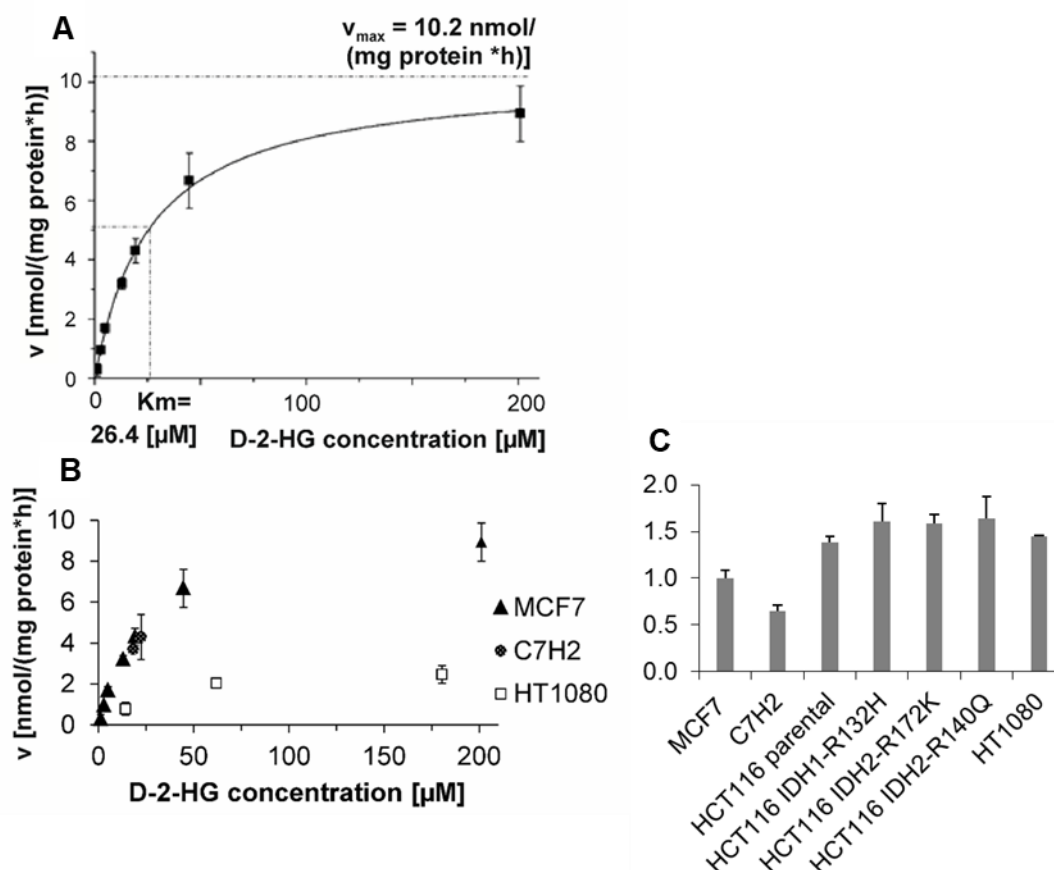 A
v max = 10.2 nmol/
(mg protein *h)]
v [nmol/(mg protein*h)]
10
8
6
4
2
0
0
100
200
Km=
26.4 [µM]
D-2-HG concentration [µM]
B
v [nmol/(mg protein*h)]
10
8
6
4
2
0
0
50
100
150
200
D-2-HG concentration [µM]
MCF7
C7H2
HT1080
C
2.0
1.5
1.0
0.5
0.0
MCF7
C7H2
HCT116 parental
HCT116 IDH1-R132H
HCT116 IDH2-R172K
HCT116 IDH2-R140Q
HT1080